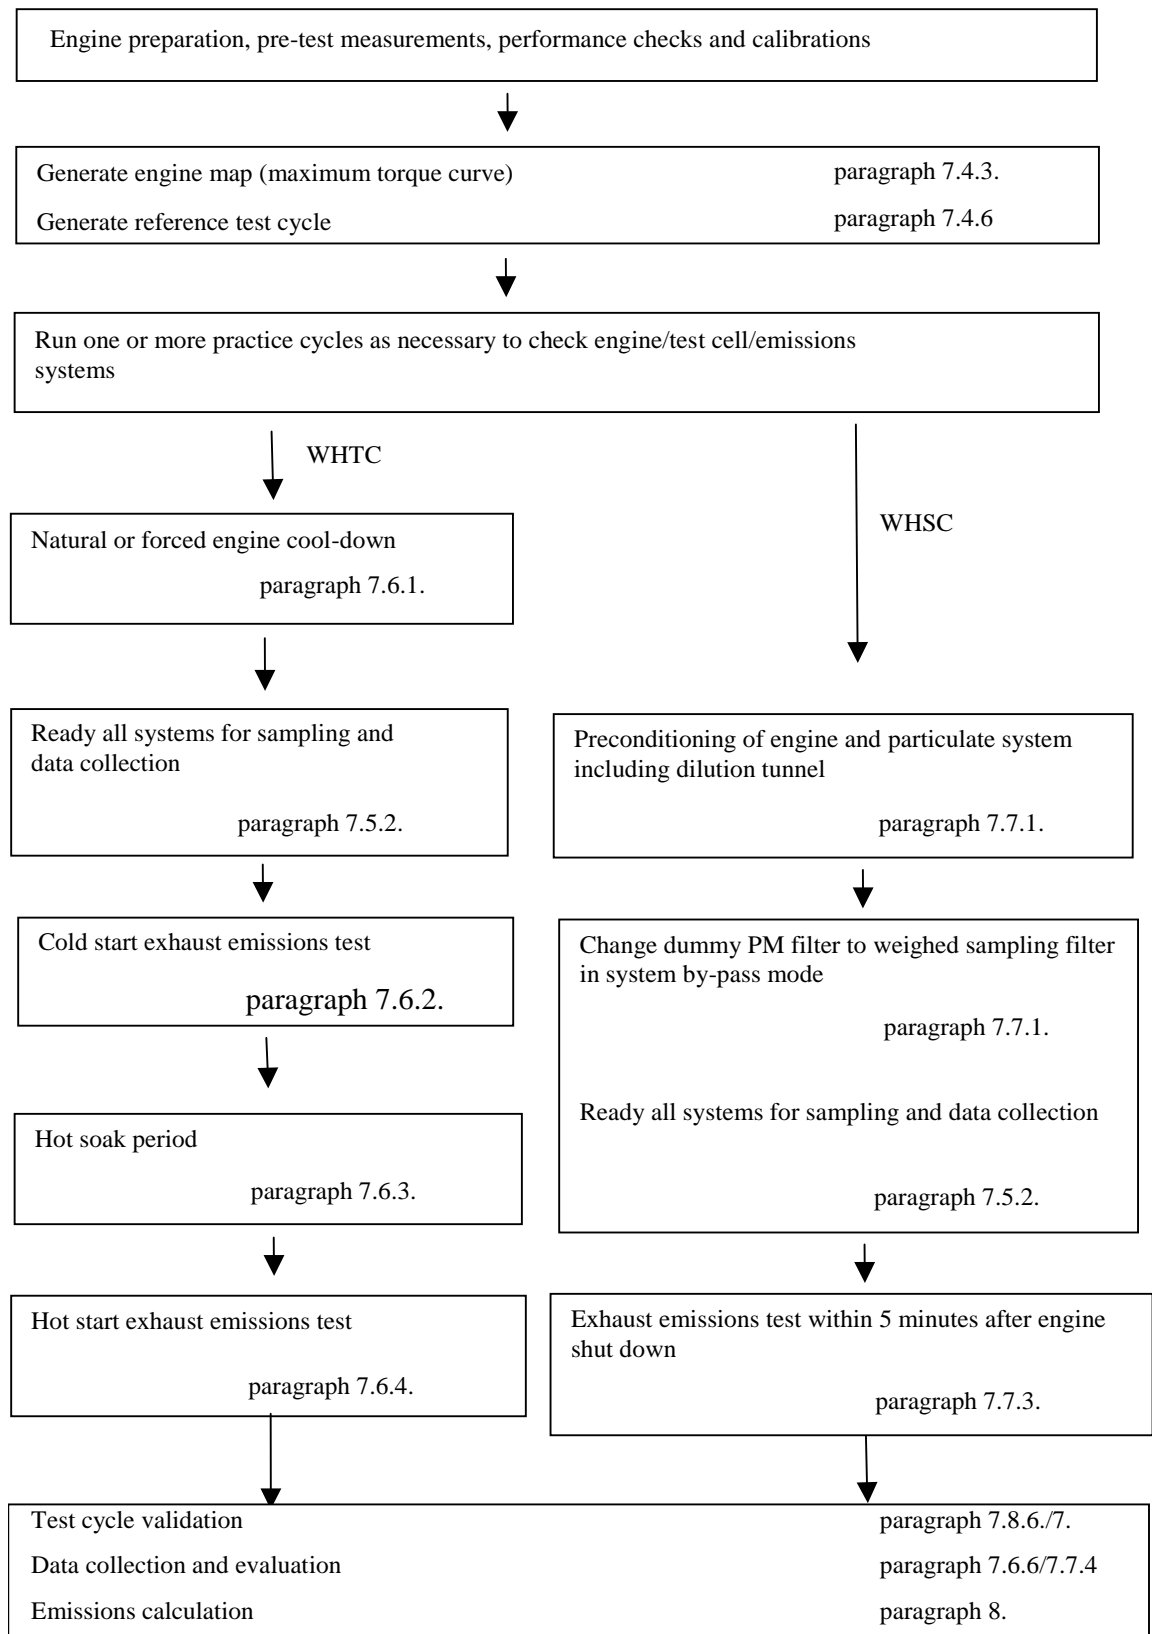 Engine preparation, pre-test measurements, performance checks and calibrations
Generate engine map (maximum torque curve) paragraph 7.4.3.
Generate reference test cycle paragraph 7.4.6
Run one or more practice cycles as necessary to check engine/test cell/emissions
systems
WHTC
WHSC
Natural or forced engine cool-down
paragraph 7.6.1.
Ready all systems for sampling and
data collection
paragraph 7.5.2.
Cold start exhaust emissions test
paragraph 7.6.2.
Hot soak period
paragraph 7.6.3.
Hot start exhaust emissions test
paragraph 7.6.4.
Preconditioning of engine and particulate system
including dilution tunnel
paragraph 7.7.1.
Change dummy PM filter to weighed sampling filter
in system by-pass mode
paragraph 7.7.1.
Ready all systems for sampling and data collection
paragraph 7.5.2.
Exhaust emissions test within 5 minutes after engine
shut down
paragraph 7.7.3.
Test cycle validation paragraph 7.8.6./7.
Data collection and evaluation paragraph 7.6.6/7.7.4
Emissions calculation paragraph 8.